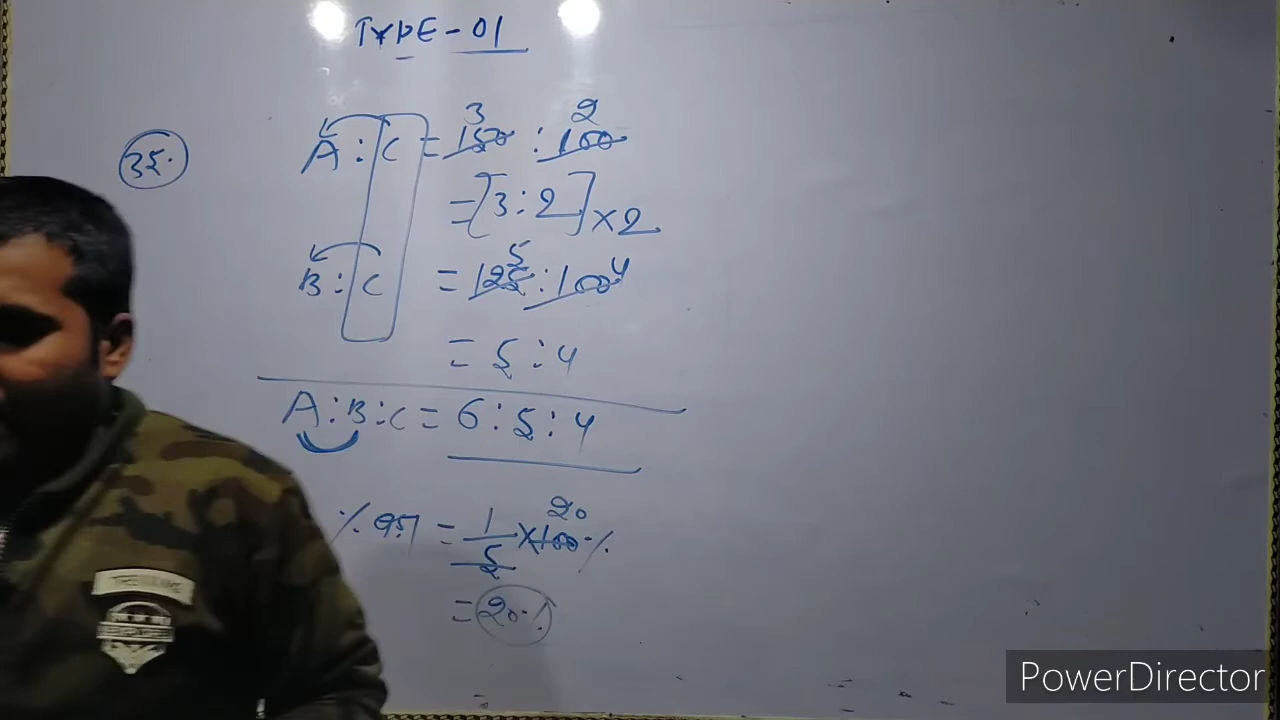 TYPE-01
35.
3 2
A : C = 150 : 100
= [3 : 2] × 2
5 4
B : C = 125 : 100
= 5 : 4
A : B : C = 6 : 5 : 4
20
% = 1/5 × 100 %
= 20%
PowerDirector